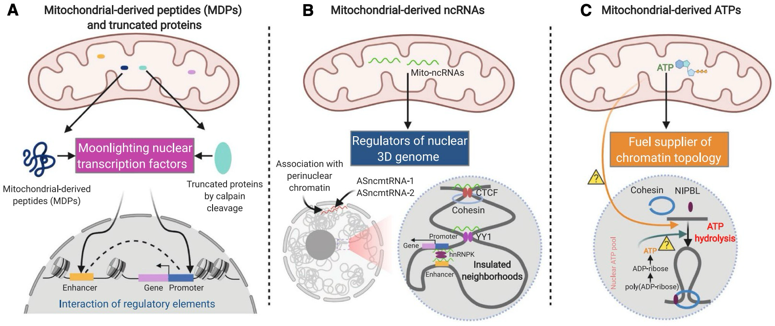 A
Mitochondrial-derived peptides (MDPs)
and truncated proteins
Moonlighting nuclear
transcription factors
Mitochondrial-derived
peptides (MDPs)
Truncated proteins
by calpain
cleavage
Enhancer
Gene
Promoter
Interaction of regulatory elements
B
Mitochondrial-derived ncRNAs
Mito-ncRNAs
Regulators of nuclear
3D genome
Association with
perinuclear
chromatin
ASncmtRNA-1
ASncmtRNA-2
CTCF
Cohesin
YY1
Promoter
Gene
hnRNPK
Enhancer
Insulated
neighborhoods
C
Mitochondrial-derived ATPs
ATP
Fuel supplier of
chromatin topology
?
Cohesin
NIPBL
ATP
hydrolysis
?
Nuclear ATP pool
ATP
ADP-ribose
poly(ADP-ribose)